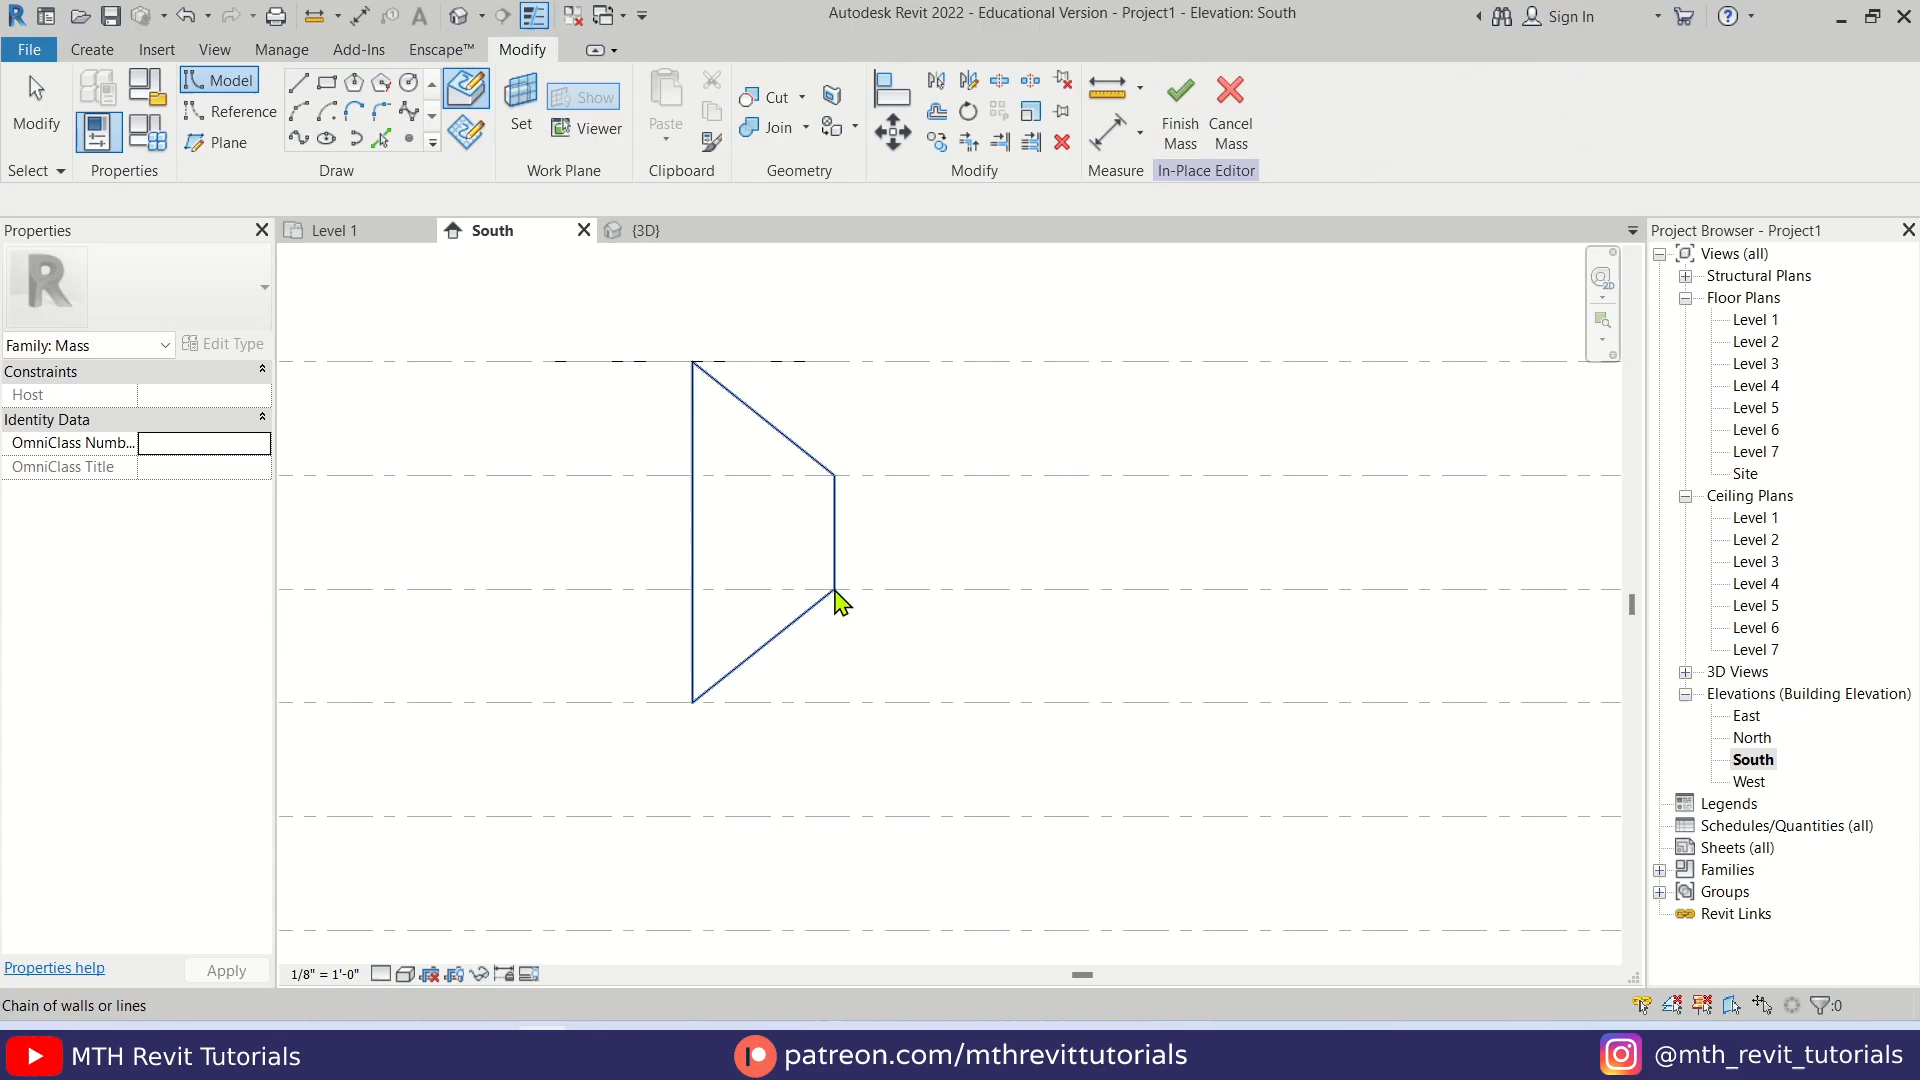 Autodesk Revit 2022 - Educational Version - Project1 - Elevation: South
Sign In
File
Create
Insert
View
Manage
Add-Ins
Enscape™
Modify
Modify
Select
Properties
Model
Reference
Plane
Draw
Set
Show
Viewer
Work Plane
Paste
Clipboard
Cut
Join
Geometry
Modify
Measure
Finish
Mass
Cancel
Mass
In-Place Editor
Properties
Family: Mass
Edit Type
Constraints
Host
Identity Data
OmniClass Numb...
OmniClass Title
Properties help
Apply
Level 1
South
{3D}
2D
1/8" = 1'-0"
Project Browser - Project1
Views (all)
Structural Plans
Floor Plans
Level 1
Level 2
Level 3
Level 4
Level 5
Level 6
Level 7
Site
Ceiling Plans
Level 1
Level 2
Level 3
Level 4
Level 5
Level 6
Level 7
3D Views
Elevations (Building Elevation)
East
North
South
West
Legends
Schedules/Quantities (all)
Sheets (all)
Families
Groups
Revit Links
Chain of walls or lines
:0
MTH Revit Tutorials
patreon.com/mthrevittutorials
@mth_revit_tutorials